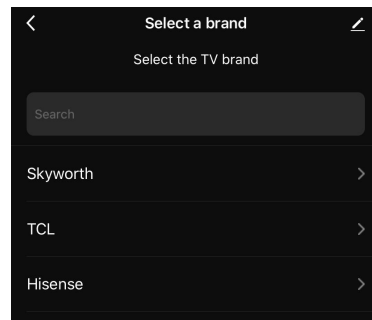 Select a brand
Select the TV brand
Search
Skyworth
TCL
Hisense